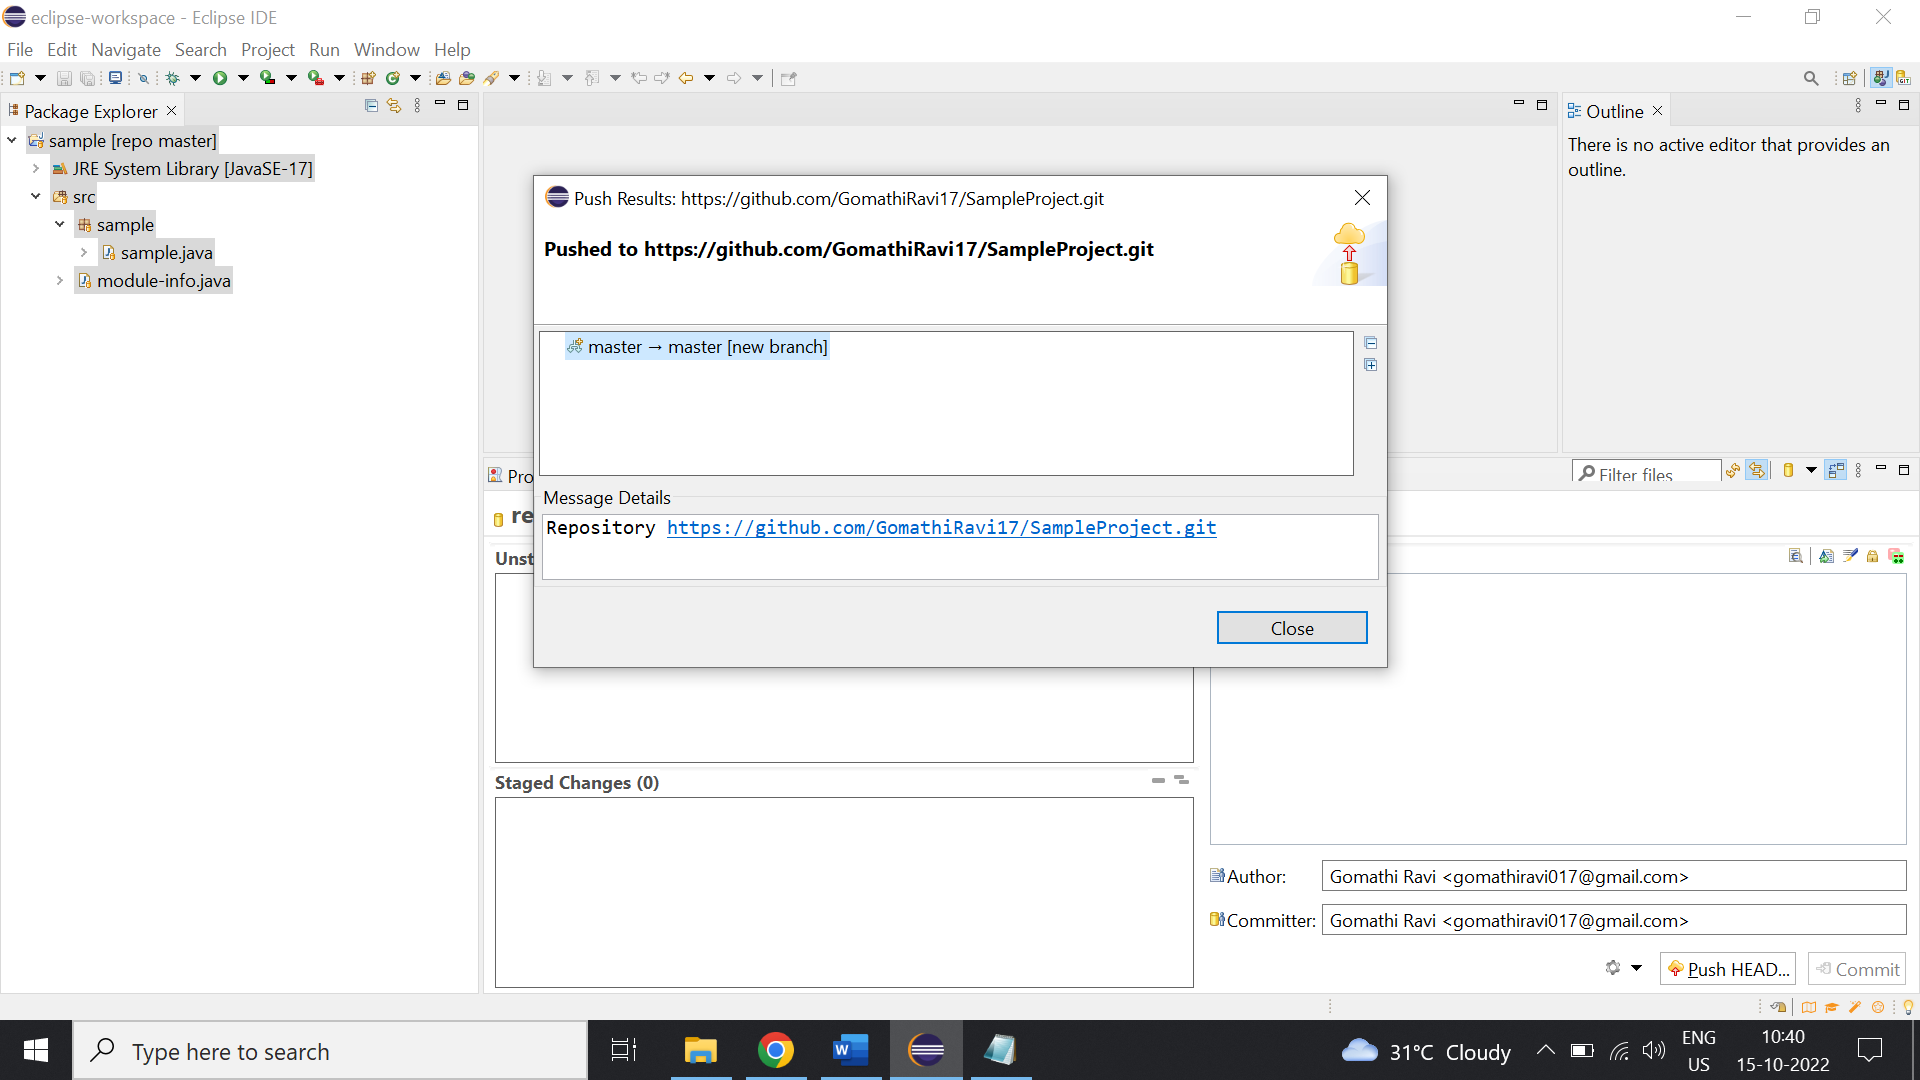 eclipse-workspace - Eclipse IDE
File Edit Navigate Search Project Run Window Help
Package Explorer
sample [repo master]
JRE System Library [JavaSE-17]
src
sample
sample.java
module-info.java
Outline
There is no active editor that provides an
outline.
Push Results: https://github.com/GomathiRavi17/SampleProject.git
Pushed to https://github.com/GomathiRavi17/SampleProject.git
master → master [new branch]
Message Details
Repository https://github.com/GomathiRavi17/SampleProject.git
Close
Pro
Filter files
re
Unst
Staged Changes (0)
Author: Gomathi Ravi <gomathiravi017@gmail.com>
Committer: Gomathi Ravi <gomathiravi017@gmail.com>
Push HEAD...
Commit
Type here to search
31°C Cloudy
ENG
US
10:40
15-10-2022